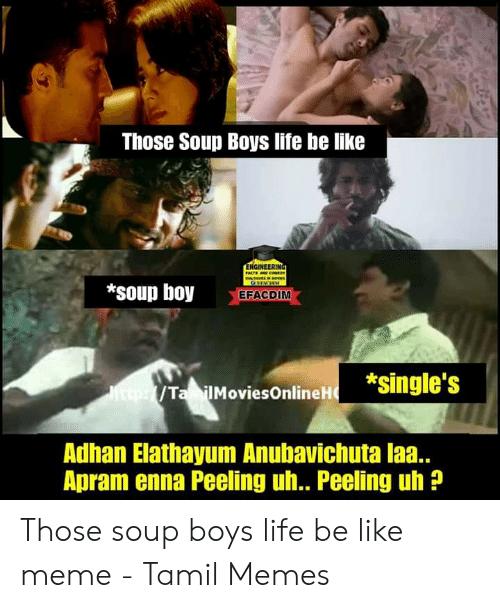 Those Soup Boys life be like
ENGINEERING
EFACDIM
*soup boy
*single's
Adhan Elathayum Anubavichuta laa..
Apram enna Peeling uh.. Peeling uh ?
Those soup boys life be like
meme - Tamil Memes